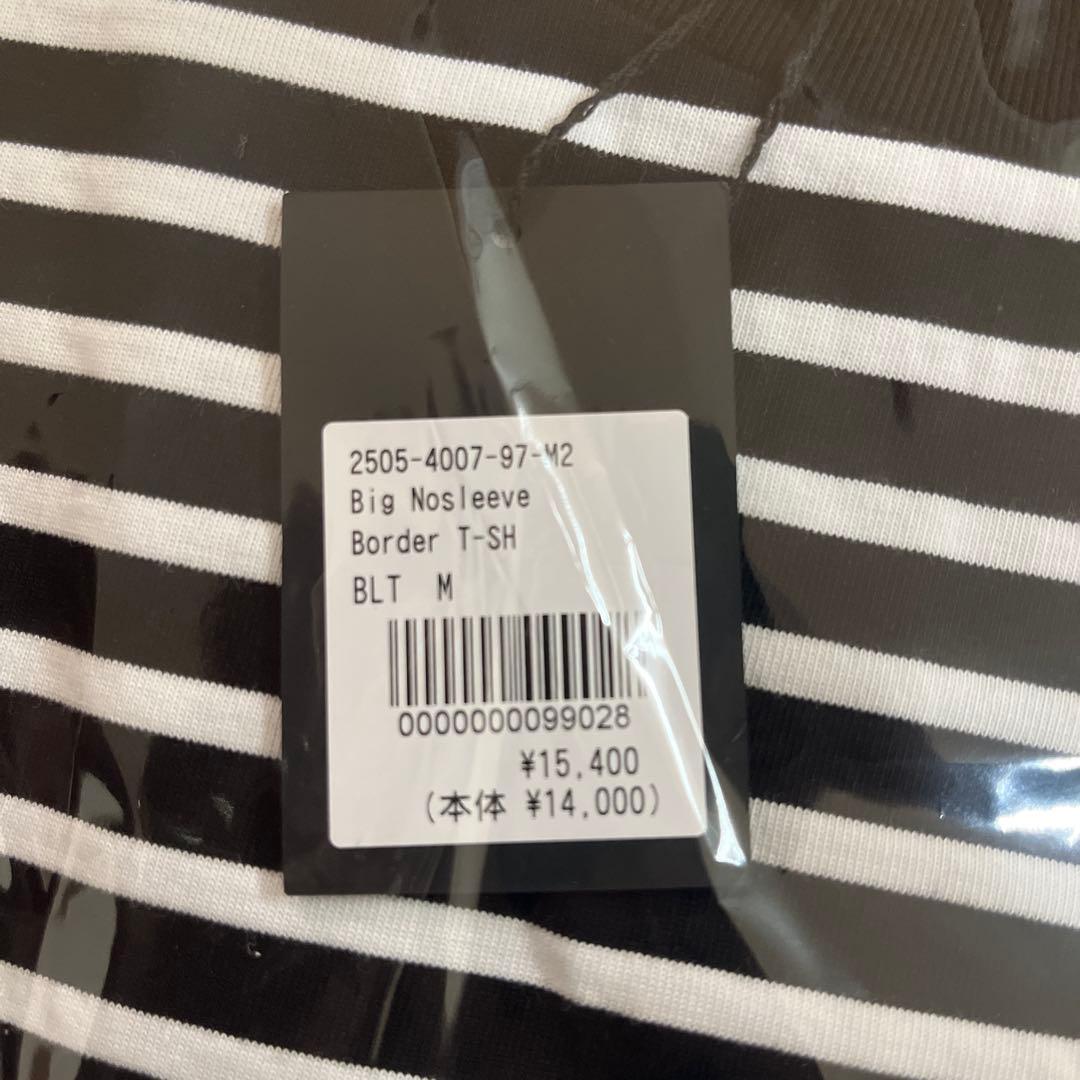 2505-4007-97-M2
Big Nosleeve
Border T-SH
BLT M
0000000099028
¥15,400
(本体 ¥14,000)